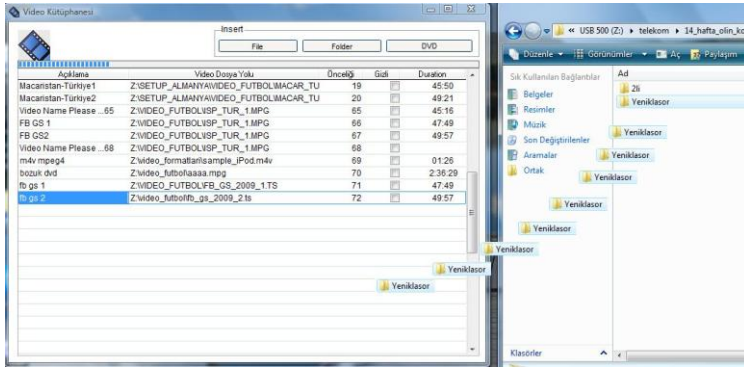 Video Kütüphanesi
Insert
File Folder DVD
Açıklama Video Dosya Yolu Önceliği Gizli Duration
Macaristan-Türkiye1 Z:\SETUP_ALMANYA\VIDEO_FUTBOL\MACAR_TU 19 45:50
Macaristan-Türkiye2 Z:\SETUP_ALMANYA\VIDEO_FUTBOL\MACAR_TU 20 49:21
Video Name Please ...65 Z:\VIDEO_FUTBOL\ISP_TUR_1.MPG 65 45:16
FB GS 1 Z:\VIDEO_FUTBOL\ISP_TUR_1.MPG 66 47:49
FB GS2 Z:\VIDEO_FUTBOL\ISP_TUR_1.MPG 67 49:57
Video Name Please ...68 Z:\VIDEO_FUTBOL\ISP_TUR_1.MPG 68
m4v mpeg4 Z:\video_formatlari\sample_iPod.m4v 69 01:26
bozuk dvd Z:\video_futbol\aaaa.mpg 70 2:36:29
fb gs 1 Z:\VIDEO_FUTBOL\FB_GS_2009_1.TS 71 47:49
fb gs 2 Z:\video_futbol\fb_gs_2009_2.ts 72 49:57
« USB 500 (Z:) telekom 14_hafta_olin_ko
Düzenle Görünümler Aç Paylaşım
Sık Kullanılan Bağlantılar
Belgeler
Resimler
Müzik
Son Değiştirilenler
Aramalar
Ortak
Klasörler
Ad
2li
Yeniklasor
Yeniklasor
Yeniklasor
Yeniklasor
Yeniklasor
Yeniklasor
Yeniklasor
Yeniklasor
Yeniklasor